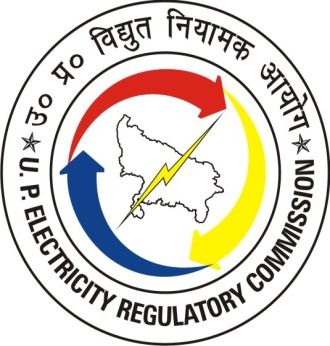 उ० प्र० विद्युत नियामक आयोग
U. P. ELECTRICITY REGULATORY COMMISSION